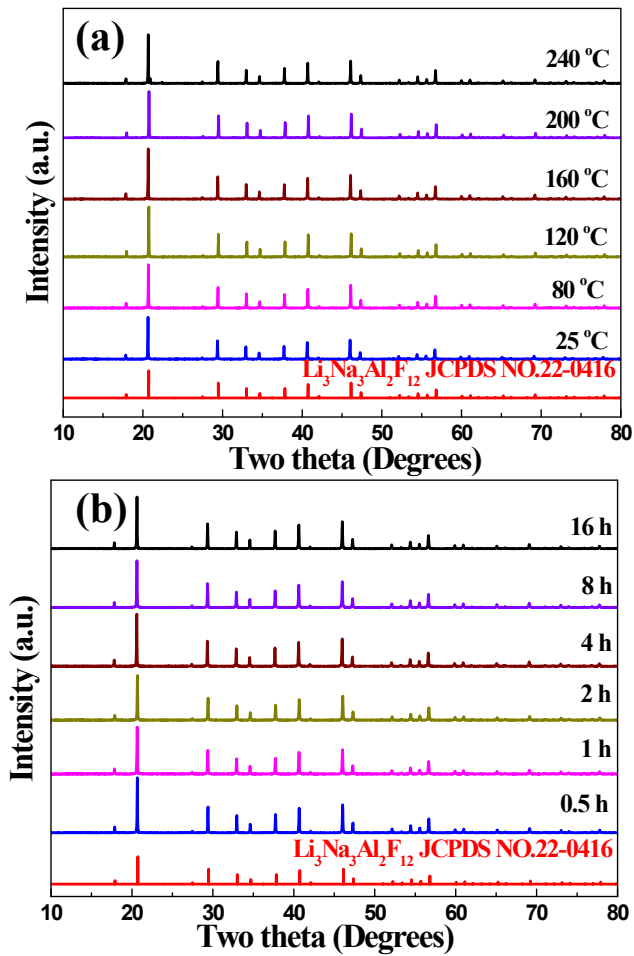 (a)
240 °C
200 °C
160 °C
120 °C
80 °C
25 °C
Li₃Na₃Al₂F₁₂ JCPDS NO.22-0416
Intensity (a.u.)
10 20 30 40 50 60 70 80
Two theta (Degrees)
(b)
16 h
8 h
4 h
2 h
1 h
0.5 h
Li₃Na₃Al₂F₁₂ JCPDS NO.22-0416
Intensity (a.u.)
10 20 30 40 50 60 70 80
Two theta (Degrees)